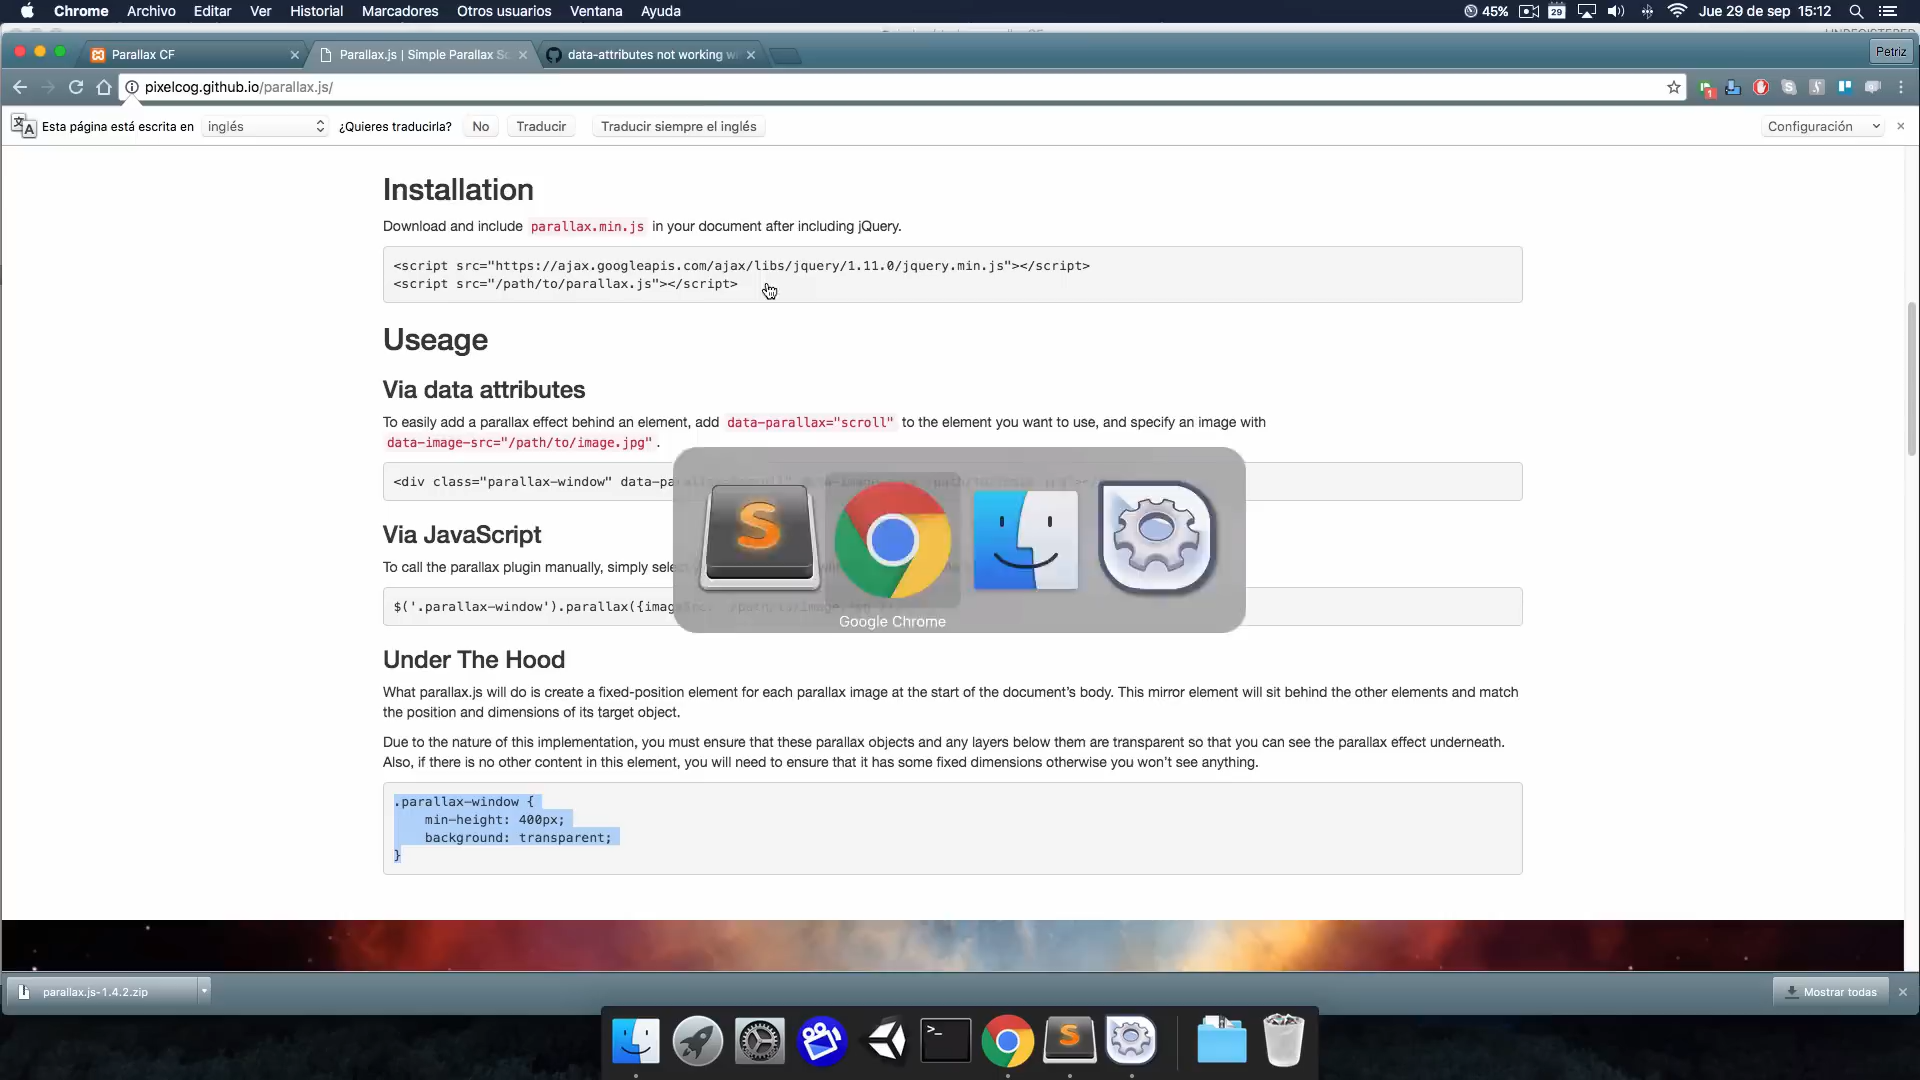 Chrome Archivo Editar Ver Historial Marcadores Otros usuarios Ventana Ayuda 45% 29 Jue 29 de sep 15:12
Parallax CF Parallax.js | Simple Parallax Sc data-attributes not working w Petriz
pixelcog.github.io/parallax.js/
Esta página está escrita en inglés ¿Quieres traducirla? No Traducir Traducir siempre el inglés Configuración
Installation
Download and include parallax.min.js in your document after including jQuery.
<script src="https://ajax.googleapis.com/ajax/libs/jquery/1.11.0/jquery.min.js"></script>
<script src="/path/to/parallax.js"></script>
Useage
Via data attributes
To easily add a parallax effect behind an element, add data-parallax="scroll" to the element you want to use, and specify an image with
data-image-src="/path/to/image.jpg" .
<div class="parallax-window" data-pa
Via JavaScript
To call the parallax plugin manually, simply select
$('.parallax-window').parallax({image
Google Chrome
Under The Hood
What parallax.js will do is create a fixed-position element for each parallax image at the start of the document's body. This mirror element will sit behind the other elements and match
the position and dimensions of its target object.
Due to the nature of this implementation, you must ensure that these parallax objects and any layers below them are transparent so that you can see the parallax effect underneath.
Also, if there is no other content in this element, you will need to ensure that it has some fixed dimensions otherwise you won't see anything.
.parallax-window {
min-height: 400px;
background: transparent;
}
parallax.js-1.4.2.zip Mostrar todas